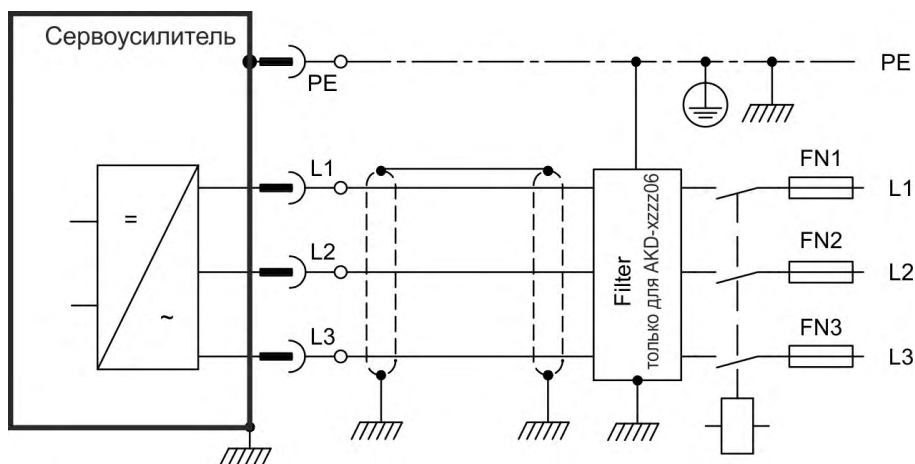 Сервоусилитель
PE
PE
L1
FN1
L1
L2
FN2
L2
L3
FN3
L3
=
~
Filter
только для AKD-xzzz06